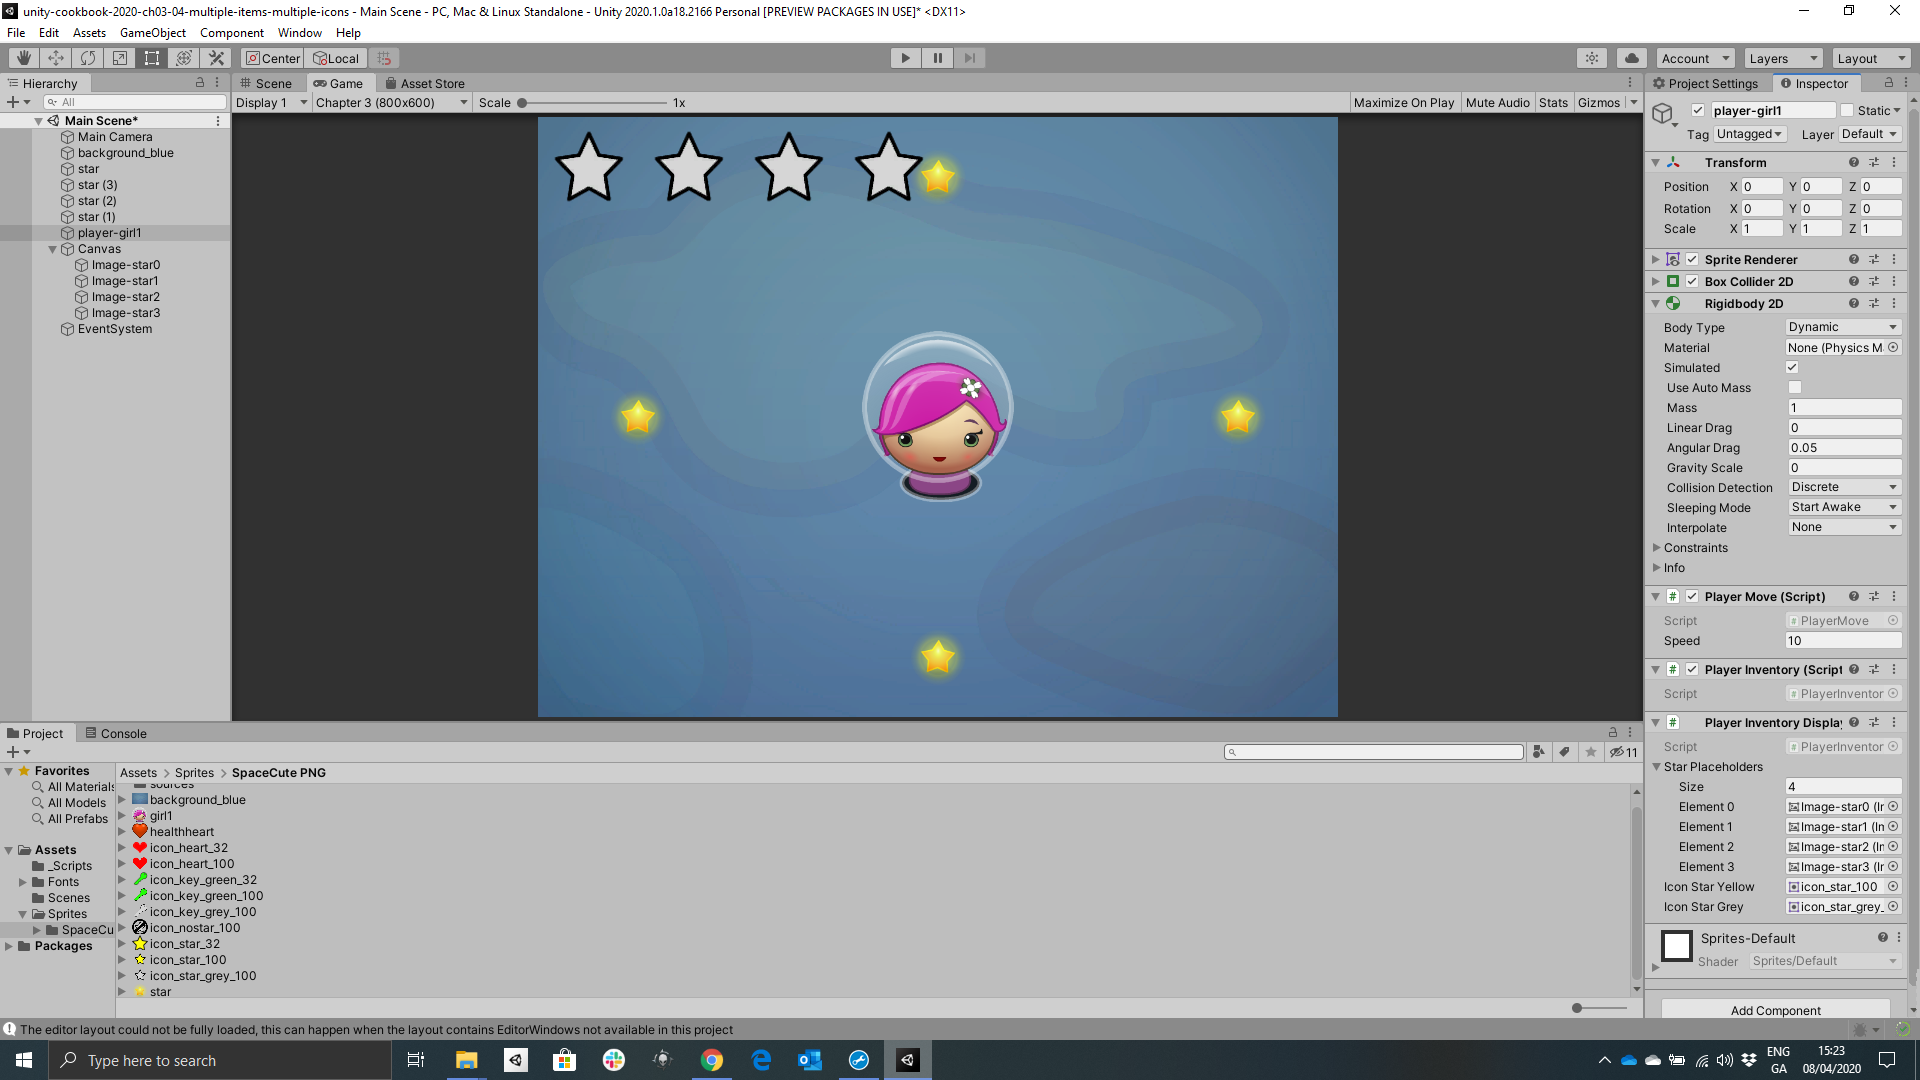 unity-cookbook-2020-ch03-04-multiple-items-multiple-icons - Main Scene - PC, Mac & Linux Standalone - Unity 2020.1.0a18.2166 Personal [PREVIEW PACKAGES IN USE]* <DX11>
File Edit Assets GameObject Component Window Help
Center Local Account Layers Layout
Hierarchy
All
Main Scene*
Main Camera
background_blue
star
star (3)
star (2)
star (1)
player-girl1
Canvas
Image-star0
Image-star1
Image-star2
Image-star3
EventSystem
Scene Game Asset Store
Display 1 Chapter 3 (800x600) Scale 1x Maximize On Play Mute Audio Stats Gizmos
Project Settings Inspector
player-girl1 Static
Tag Untagged Layer Default
Transform
Position X 0 Y 0 Z 0
Rotation X 0 Y 0 Z 0
Scale X 1 Y 1 Z 1
Sprite Renderer
Box Collider 2D
Rigidbody 2D
Body Type Dynamic
Material None (Physics M
Simulated
Use Auto Mass
Mass 1
Linear Drag 0
Angular Drag 0.05
Gravity Scale 0
Collision Detection Discrete
Sleeping Mode Start Awake
Interpolate None
Constraints
Info
Player Move (Script)
Script PlayerMove
Speed 10
Player Inventory (Script
Script PlayerInventor
Player Inventory Display
Script PlayerInventor
Star Placeholders
Size 4
Element 0 Image-star0 (Ir
Element 1 Image-star1 (Im
Element 2 Image-star2 (Ir
Element 3 Image-star3 (Ir
Icon Star Yellow icon_star_100
Icon Star Grey icon_star_grey_
Sprites-Default
Shader Sprites/Default
Add Component
Project Console
11
Favorites
All Materials
All Models
All Prefabs
Assets
_Scripts
Fonts
Scenes
Sprites
SpaceCu
Packages
Assets > Sprites > SpaceCute PNG
sources
background_blue
girl1
healthheart
icon_heart_32
icon_heart_100
icon_key_green_32
icon_key_green_100
icon_key_grey_100
icon_nostar_100
icon_star_32
icon_star_100
icon_star_grey_100
star
The editor layout could not be fully loaded, this can happen when the layout contains EditorWindows not available in this project
Type here to search
ENG
GA
15:23
08/04/2020